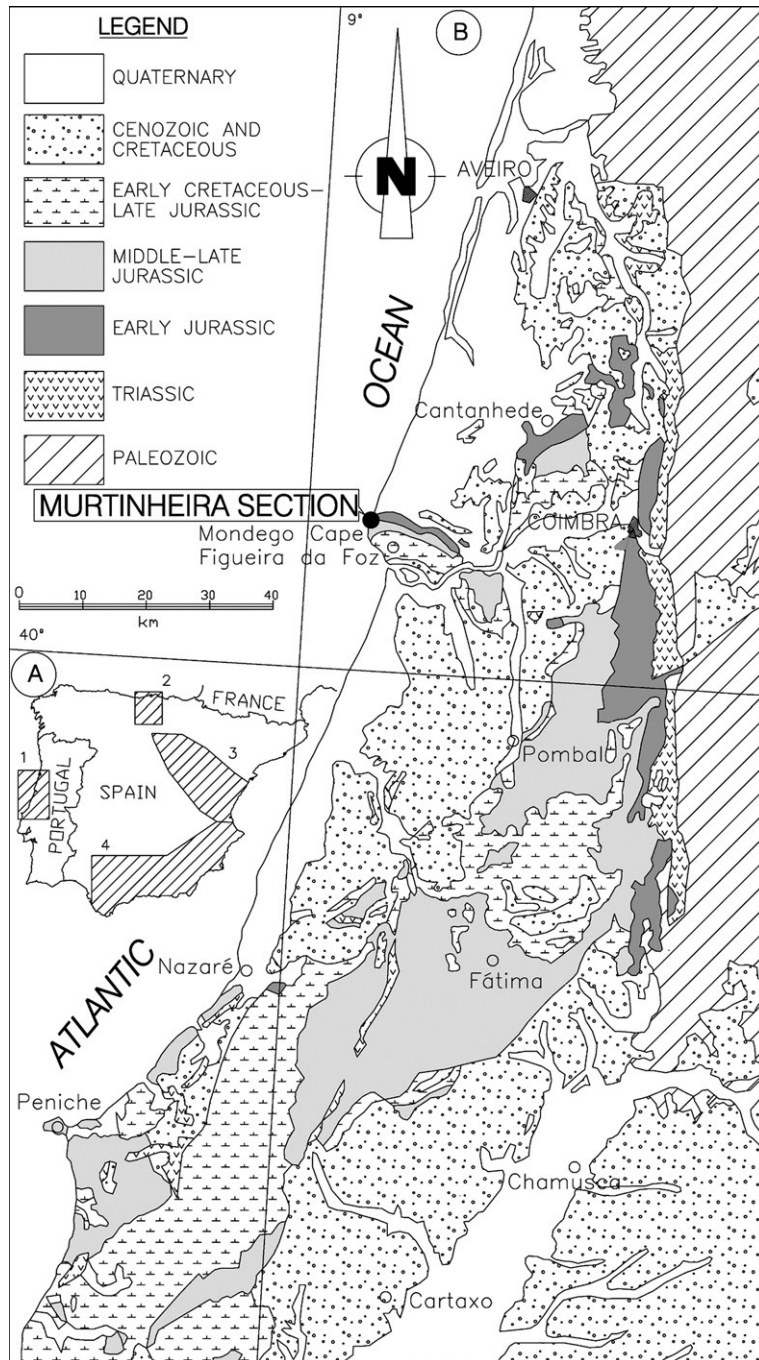 LEGEND
QUATERNARY
CENOZOIC AND
CRETACEOUS
EARLY CRETACEOUS-
LATE JURASSIC
MIDDLE-LATE
JURASSIC
EARLY JURASSIC
TRIASSIC
PALEOZOIC
MURTINHEIRA SECTION
Mondego Cape
Figueira da Foz
0 10 20 30 40
km
40°
9°
B
N
AVEIRO
OCEAN
Cantanhede
COIMBRA
A
2
FRANCE
1
3
SPAIN
PORTUGAL
4
Pombal
ATLANTIC
Nazaré
Fátima
Peniche
Chamusca
Cartaxo